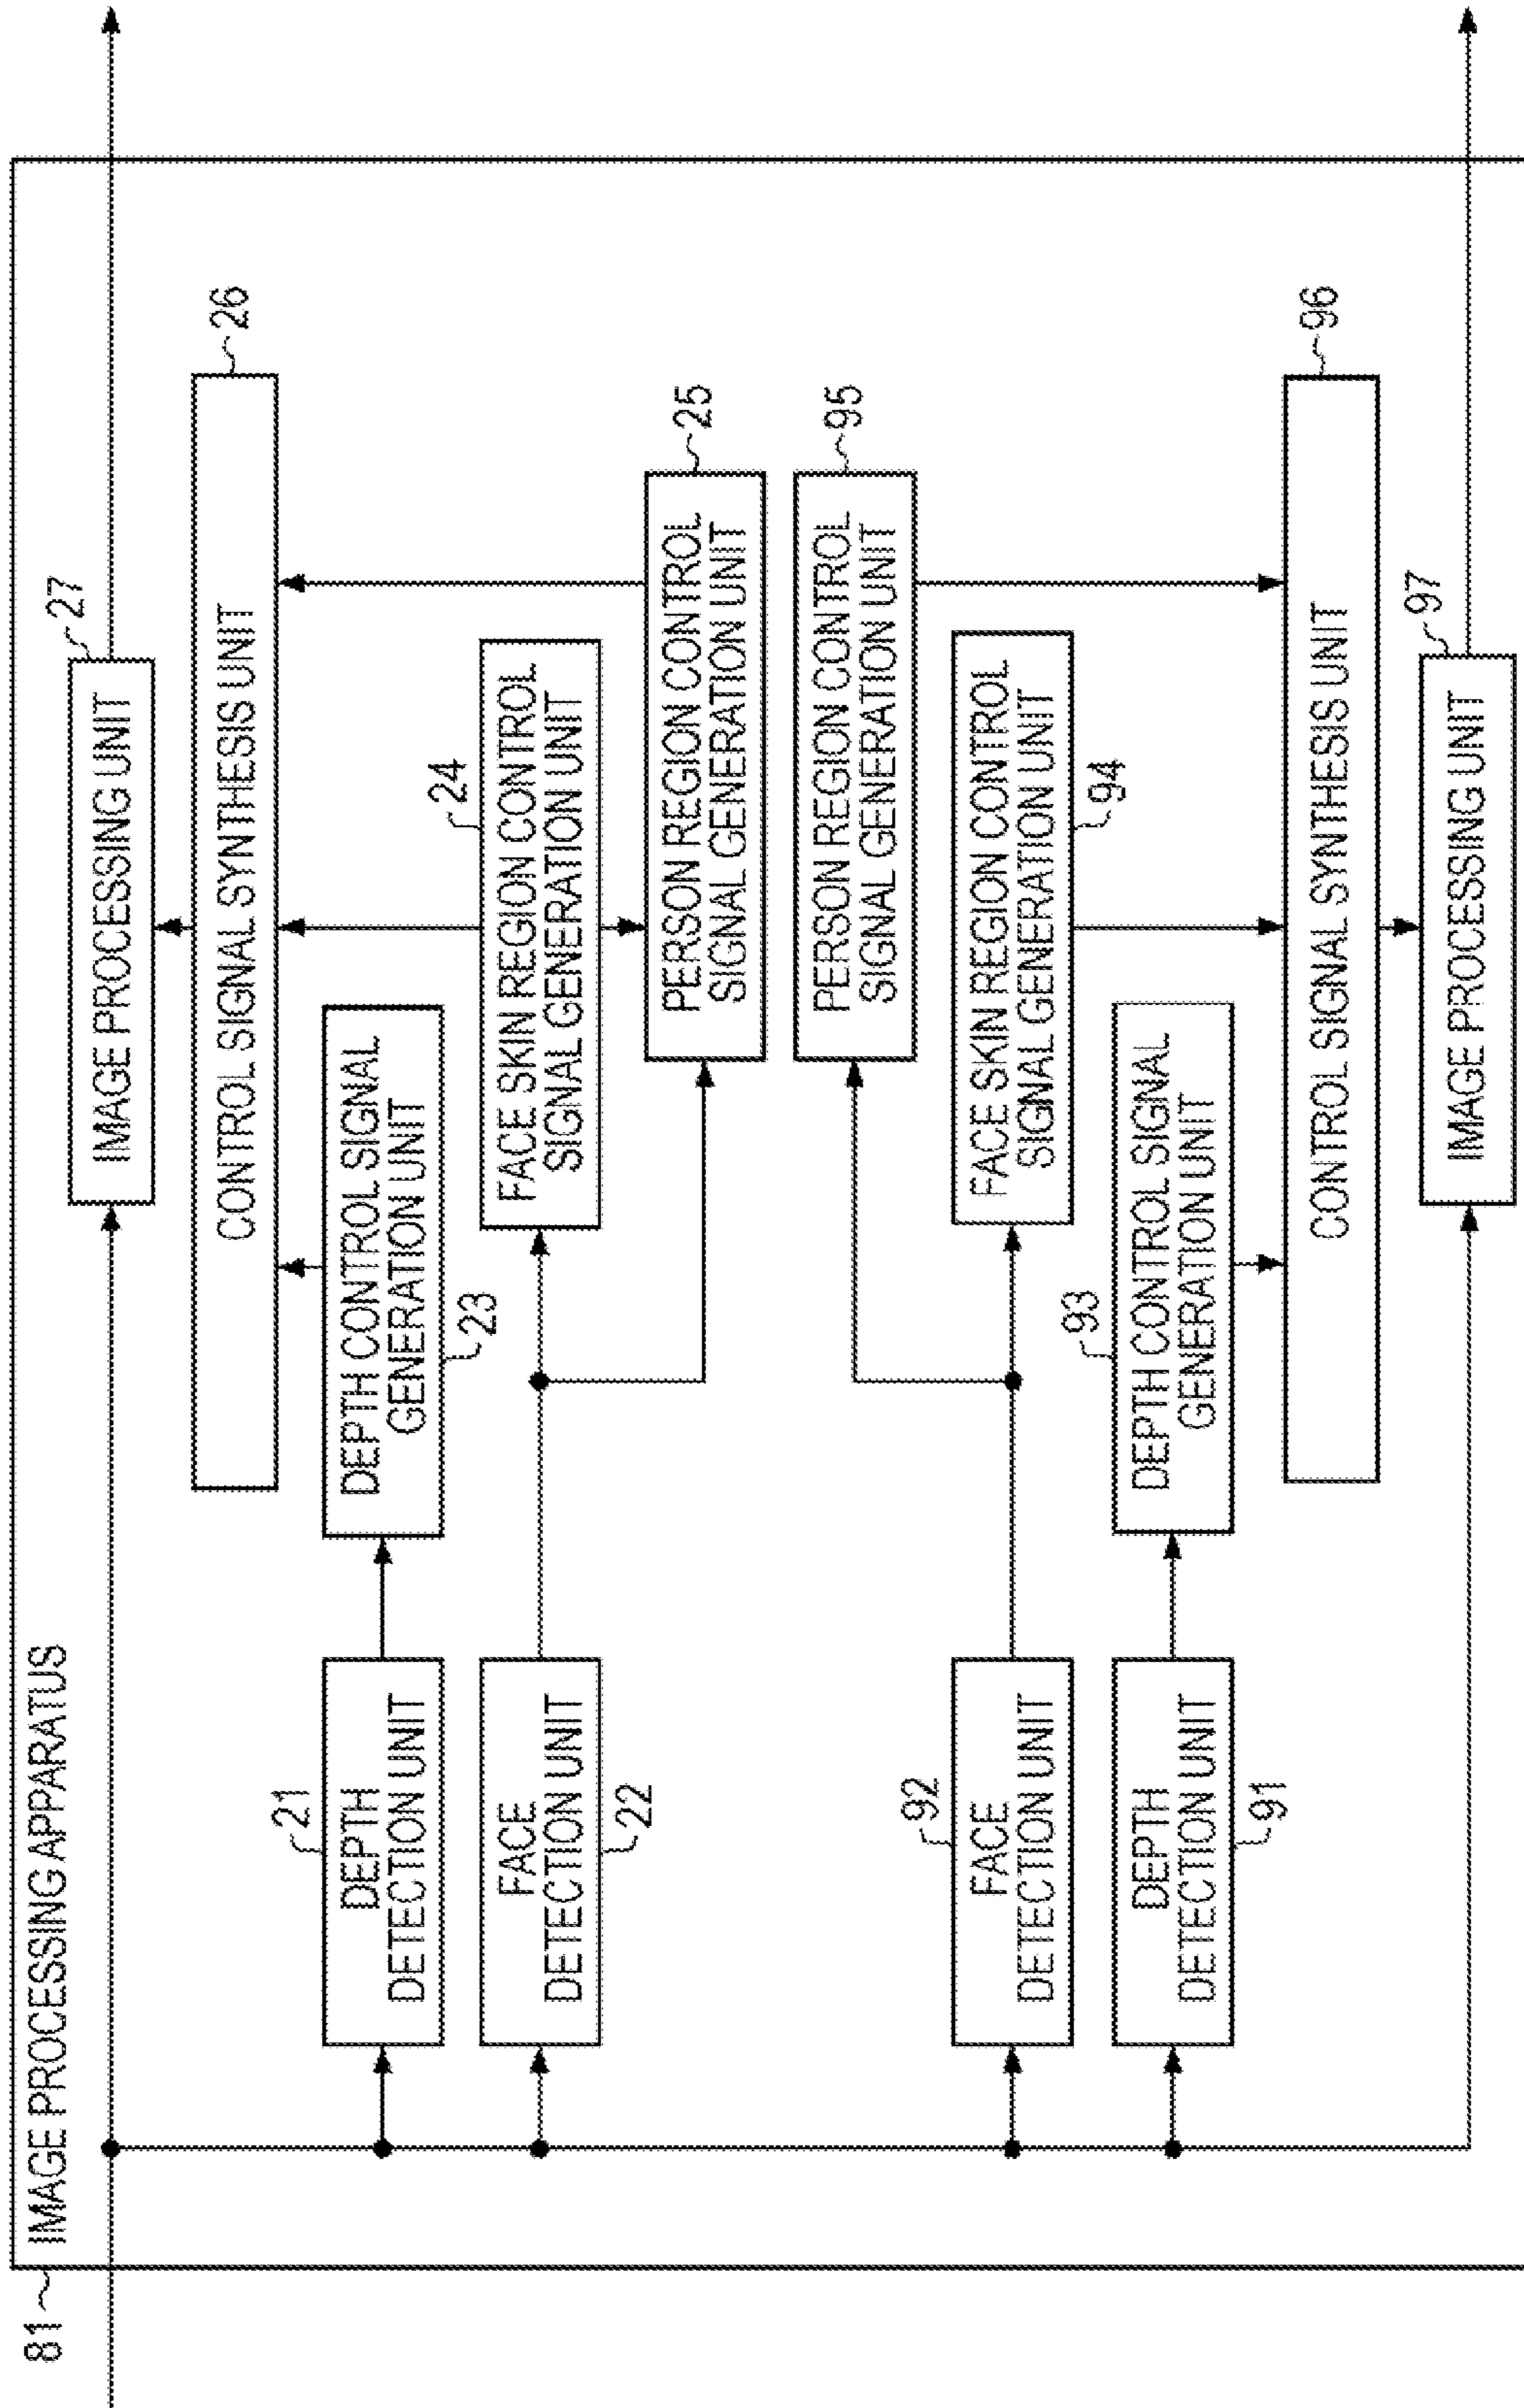 81
IMAGE PROCESSING APPARATUS
27
IMAGE PROCESSING UNIT
26
CONTROL SIGNAL SYNTHESIS UNIT
21
DEPTH
DETECTION UNIT
DEPTH CONTROL SIGNAL
GENERATION UNIT
23
24
FACE SKIN REGION CONTROL
SIGNAL GENERATION UNIT
FACE
DETECTION UNIT
22
25
PERSON REGION CONTROL
SIGNAL GENERATION UNIT
95
PERSON REGION CONTROL
SIGNAL GENERATION UNIT
92
FACE
DETECTION UNIT
FACE SKIN REGION CONTROL
SIGNAL GENERATION UNIT
94
93
DEPTH CONTROL SIGNAL
GENERATION UNIT
DEPTH
DETECTION UNIT
91
96
CONTROL SIGNAL SYNTHESIS UNIT
97
IMAGE PROCESSING UNIT